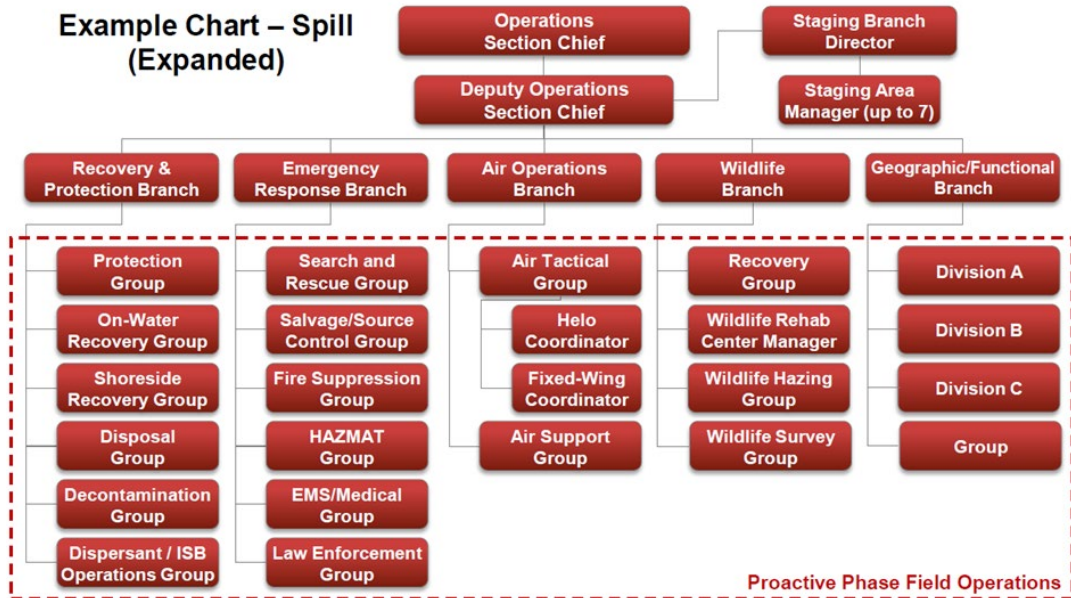 Example Chart – Spill
(Expanded)
Operations
Section Chief
Staging Branch
Director
Deputy Operations
Section Chief
Staging Area
Manager (up to 7)
Recovery &
Protection Branch
Emergency
Response Branch
Air Operations
Branch
Wildlife
Branch
Geographic/Functional
Branch
Protection
Group
On-Water
Recovery Group
Shoreside
Recovery Group
Disposal
Group
Decontamination
Group
Dispersant / ISB
Operations Group
Search and
Rescue Group
Salvage/Source
Control Group
Fire Suppression
Group
HAZMAT
Group
EMS/Medical
Group
Law Enforcement
Group
Air Tactical
Group
Helo
Coordinator
Fixed-Wing
Coordinator
Air Support
Group
Recovery
Group
Wildlife Rehab
Center Manager
Wildlife Hazing
Group
Wildlife Survey
Group
Division A
Division B
Division C
Group
Proactive Phase Field Operations